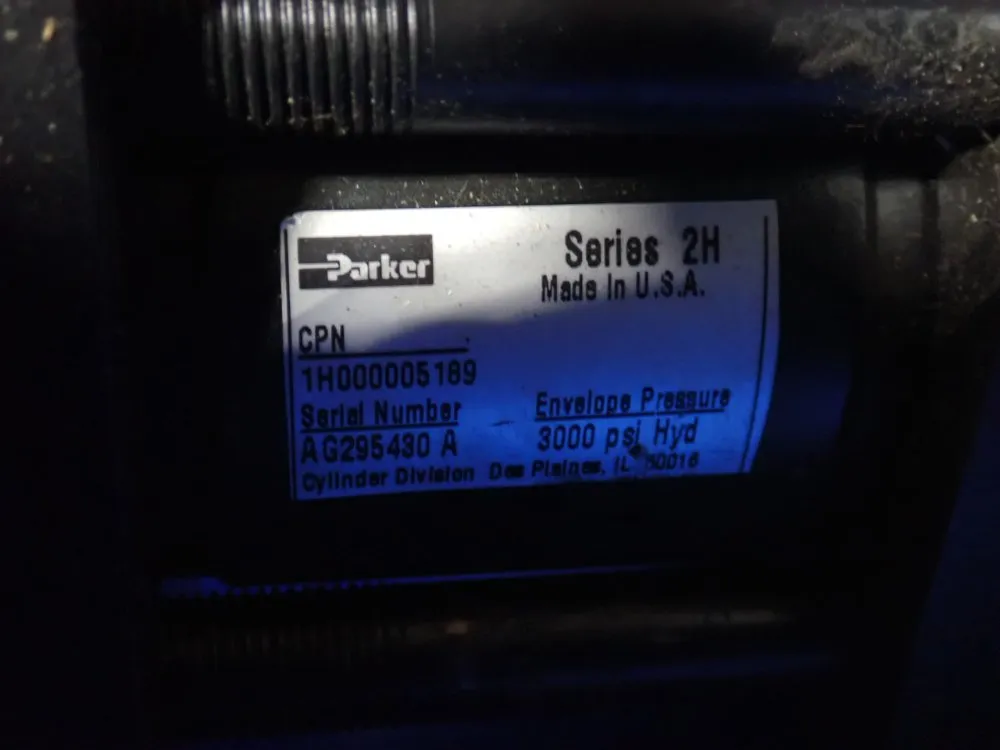 Parker
Series 2H
Made In U.S.A.
CPN
1H000005189
Serial Number
AG295430 A
Envelope Pressure
3000 psi Hyd
Cylinder Division Des Plaines, IL 60016